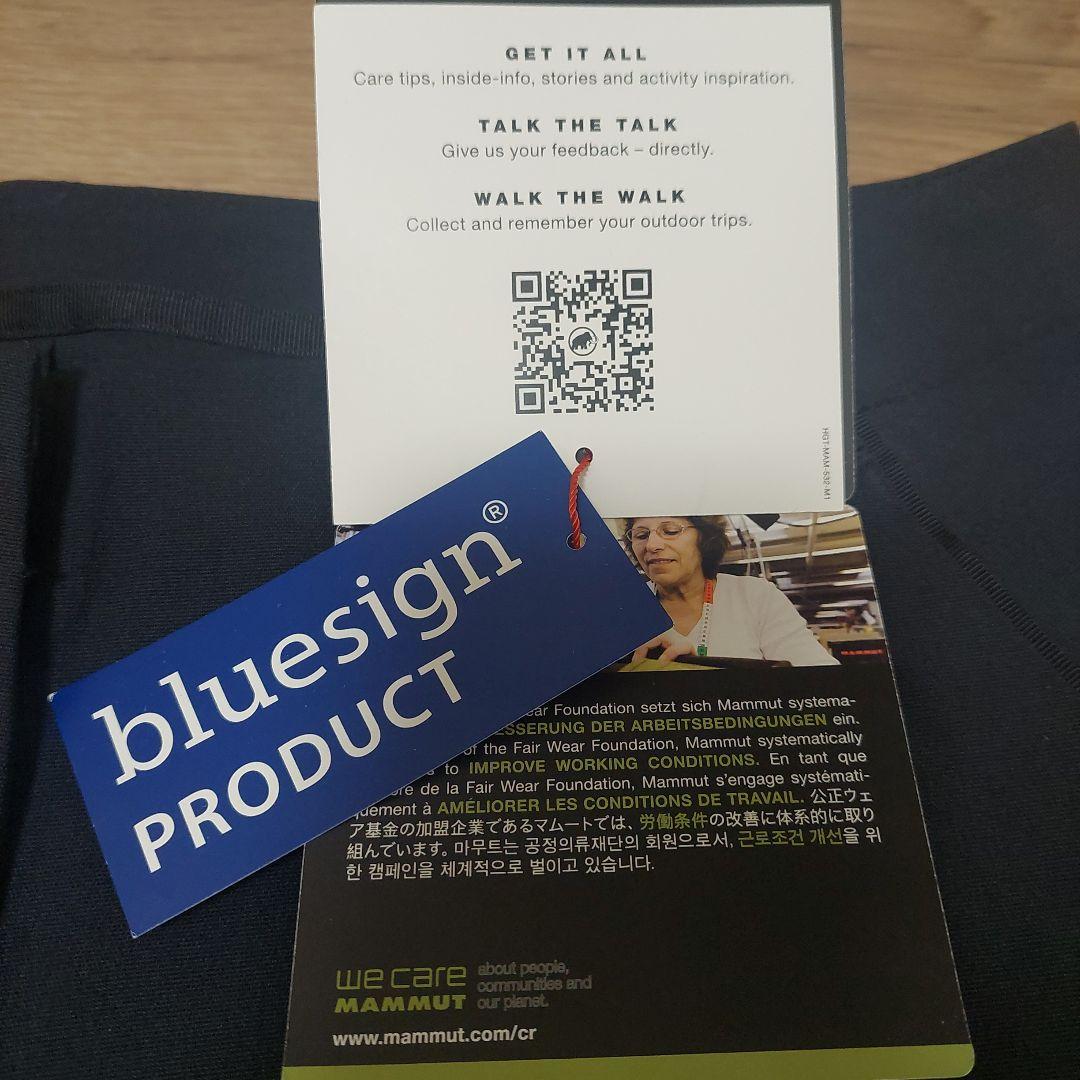 GET IT ALL
Care tips, inside-info, stories and activity inspiration.
TALK THE TALK
Give us your feedback – directly.
WALK THE WALK
Collect and remember your outdoor trips.
HGT-MAM-532-M1
bluesign®
PRODUCT
MAMMUT
Foundation setzt sich Mammut systema-
DER ARBEITSBEDINGUNGEN ein.
of the Fair Wear Foundation, Mammut systematically
to IMPROVE WORKING CONDITIONS. En tant que
de la Fair Wear Foundation, Mammut s'engage systémati-
quement à AMÉLIORER LES CONDITIONS DE TRAVAIL. 公正ウェ
ア基金の加盟企業であるマムートでは、労働条件の改善に体系的に取り
組んでいます。마무트는 공정의류재단의 회원으로서, 근로조건 개선을 위
한 캠페인을 체계적으로 벌이고 있습니다.
we care
MAMMUT
about people,
communities and
our planet.
www.mammut.com/cr